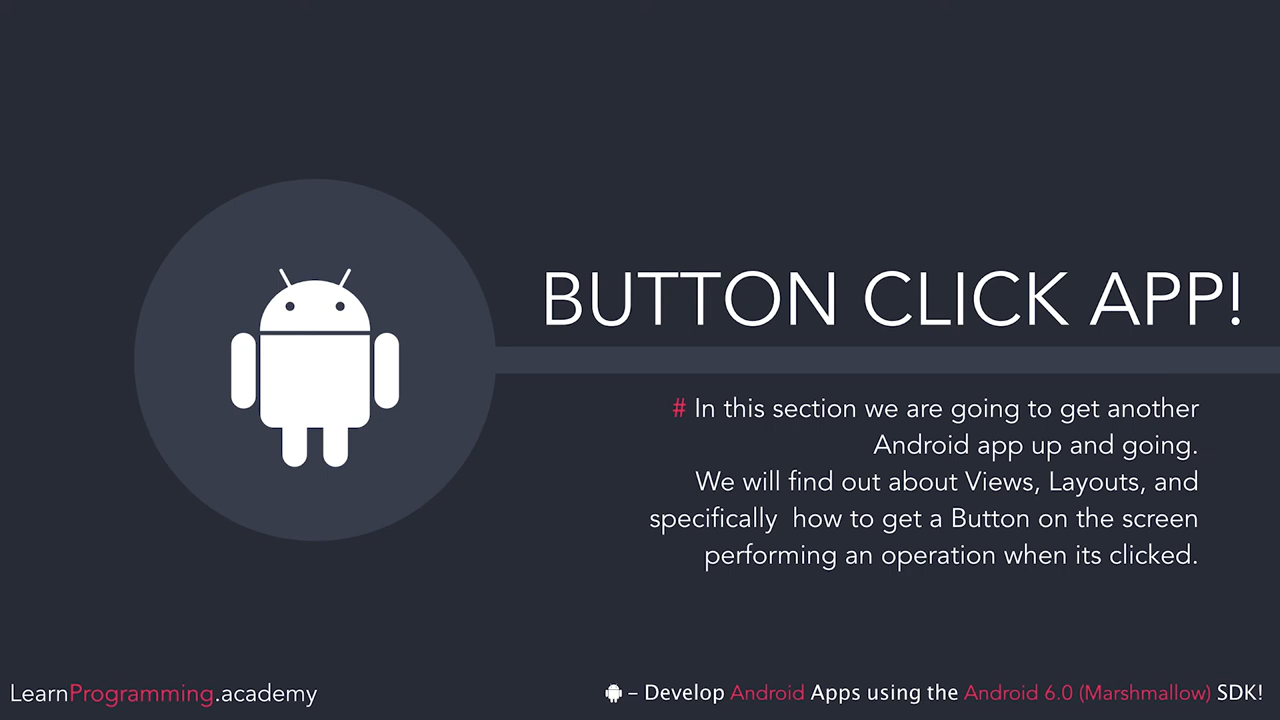 BUTTON CLICK APP!
# In this section we are going to get another
Android app up and going.
We will find out about Views, Layouts, and
specifically  how to get a Button on the screen
performing an operation when its clicked.
LearnProgramming.academy
– Develop Android Apps using the Android 6.0 (Marshmallow) SDK!